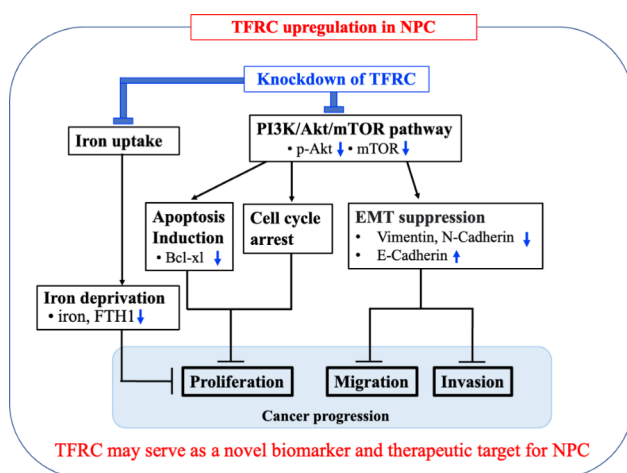 TFRC upregulation in NPC
Knockdown of TFRC
Iron uptake
PI3K/Akt/mTOR pathway
• p-Akt ↓ • mTOR ↓
Apoptosis
Induction
• Bcl-xl ↓
Cell cycle
arrest
EMT suppression
• Vimentin, N-Cadherin ↓
• E-Cadherin ↑
Iron deprivation
• iron, FTH1 ↓
Proliferation
Migration
Invasion
Cancer progression
TFRC may serve as a novel biomarker and therapeutic target for NPC